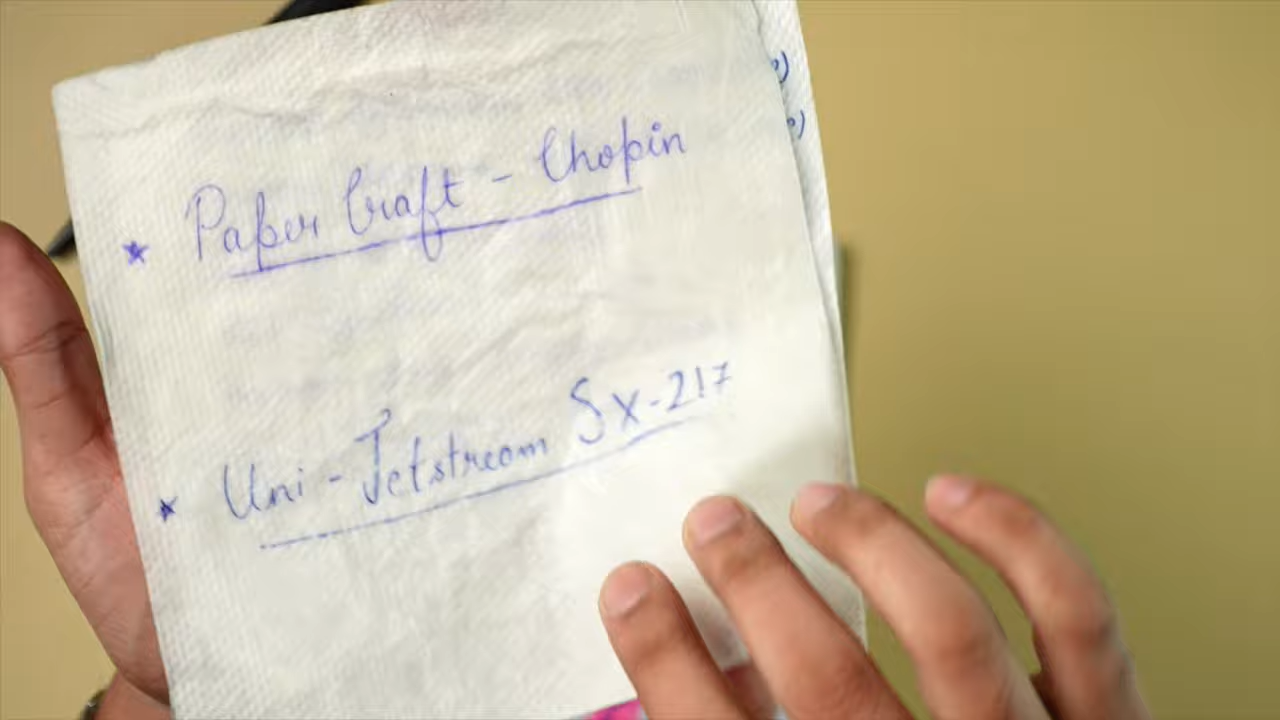 ★ Paper Craft - Chopin
★ Uni - Jetstream SX-217